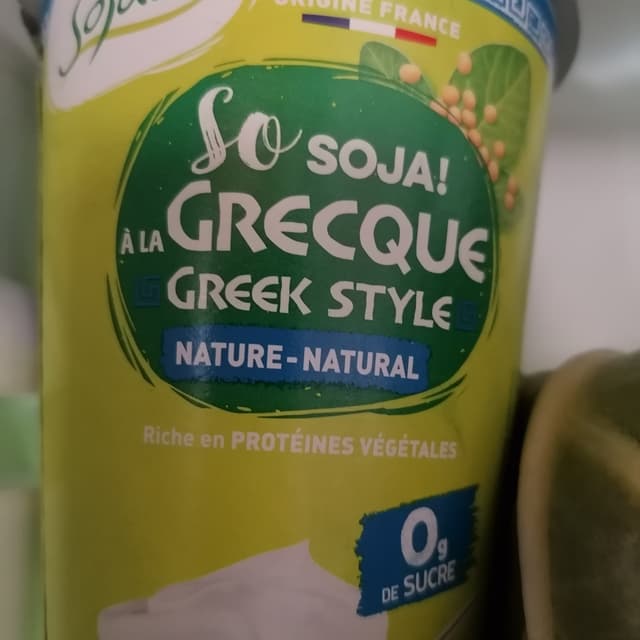 ORIGINE FRANCE
So SOJA!
À LA GRECQUE
GREEK STYLE
NATURE-NATURAL
Riche en PROTÉINES VÉGÉTALES
0g
DE SUCRE